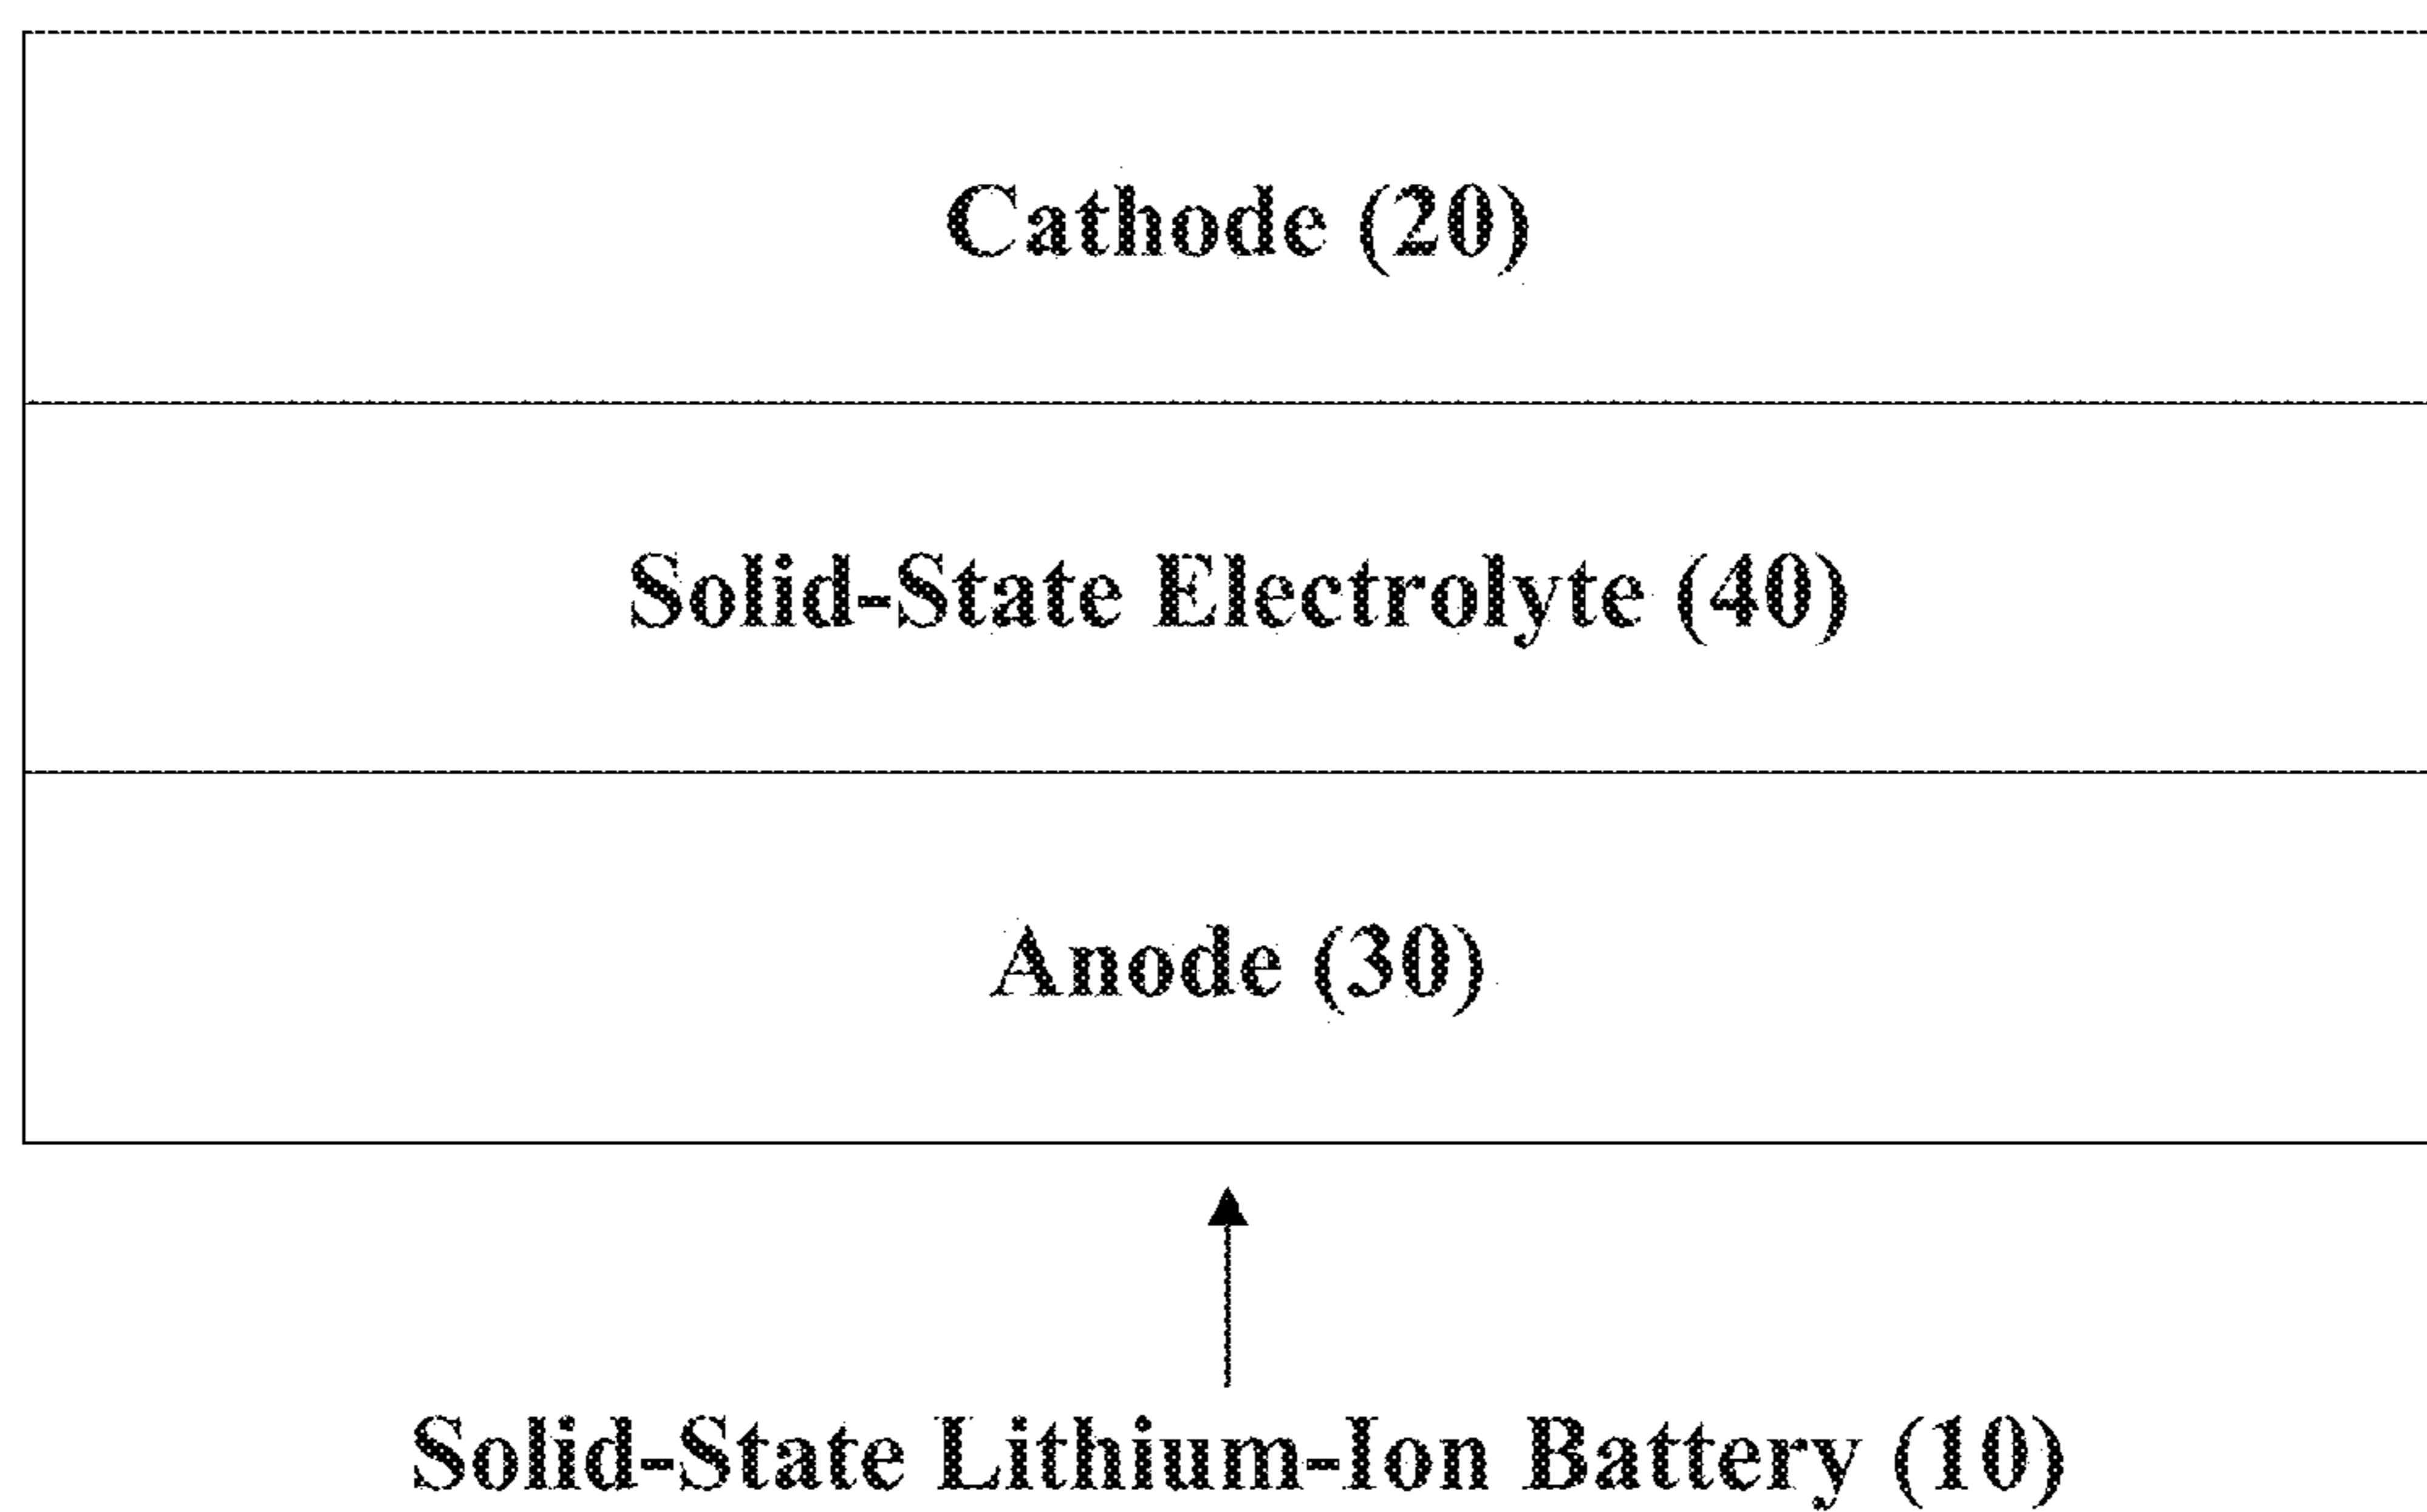 Cathode (20)
Solid-State Electrolyte (40)
Anode (30)
Solid-State Lithium-Ion Battery (10)